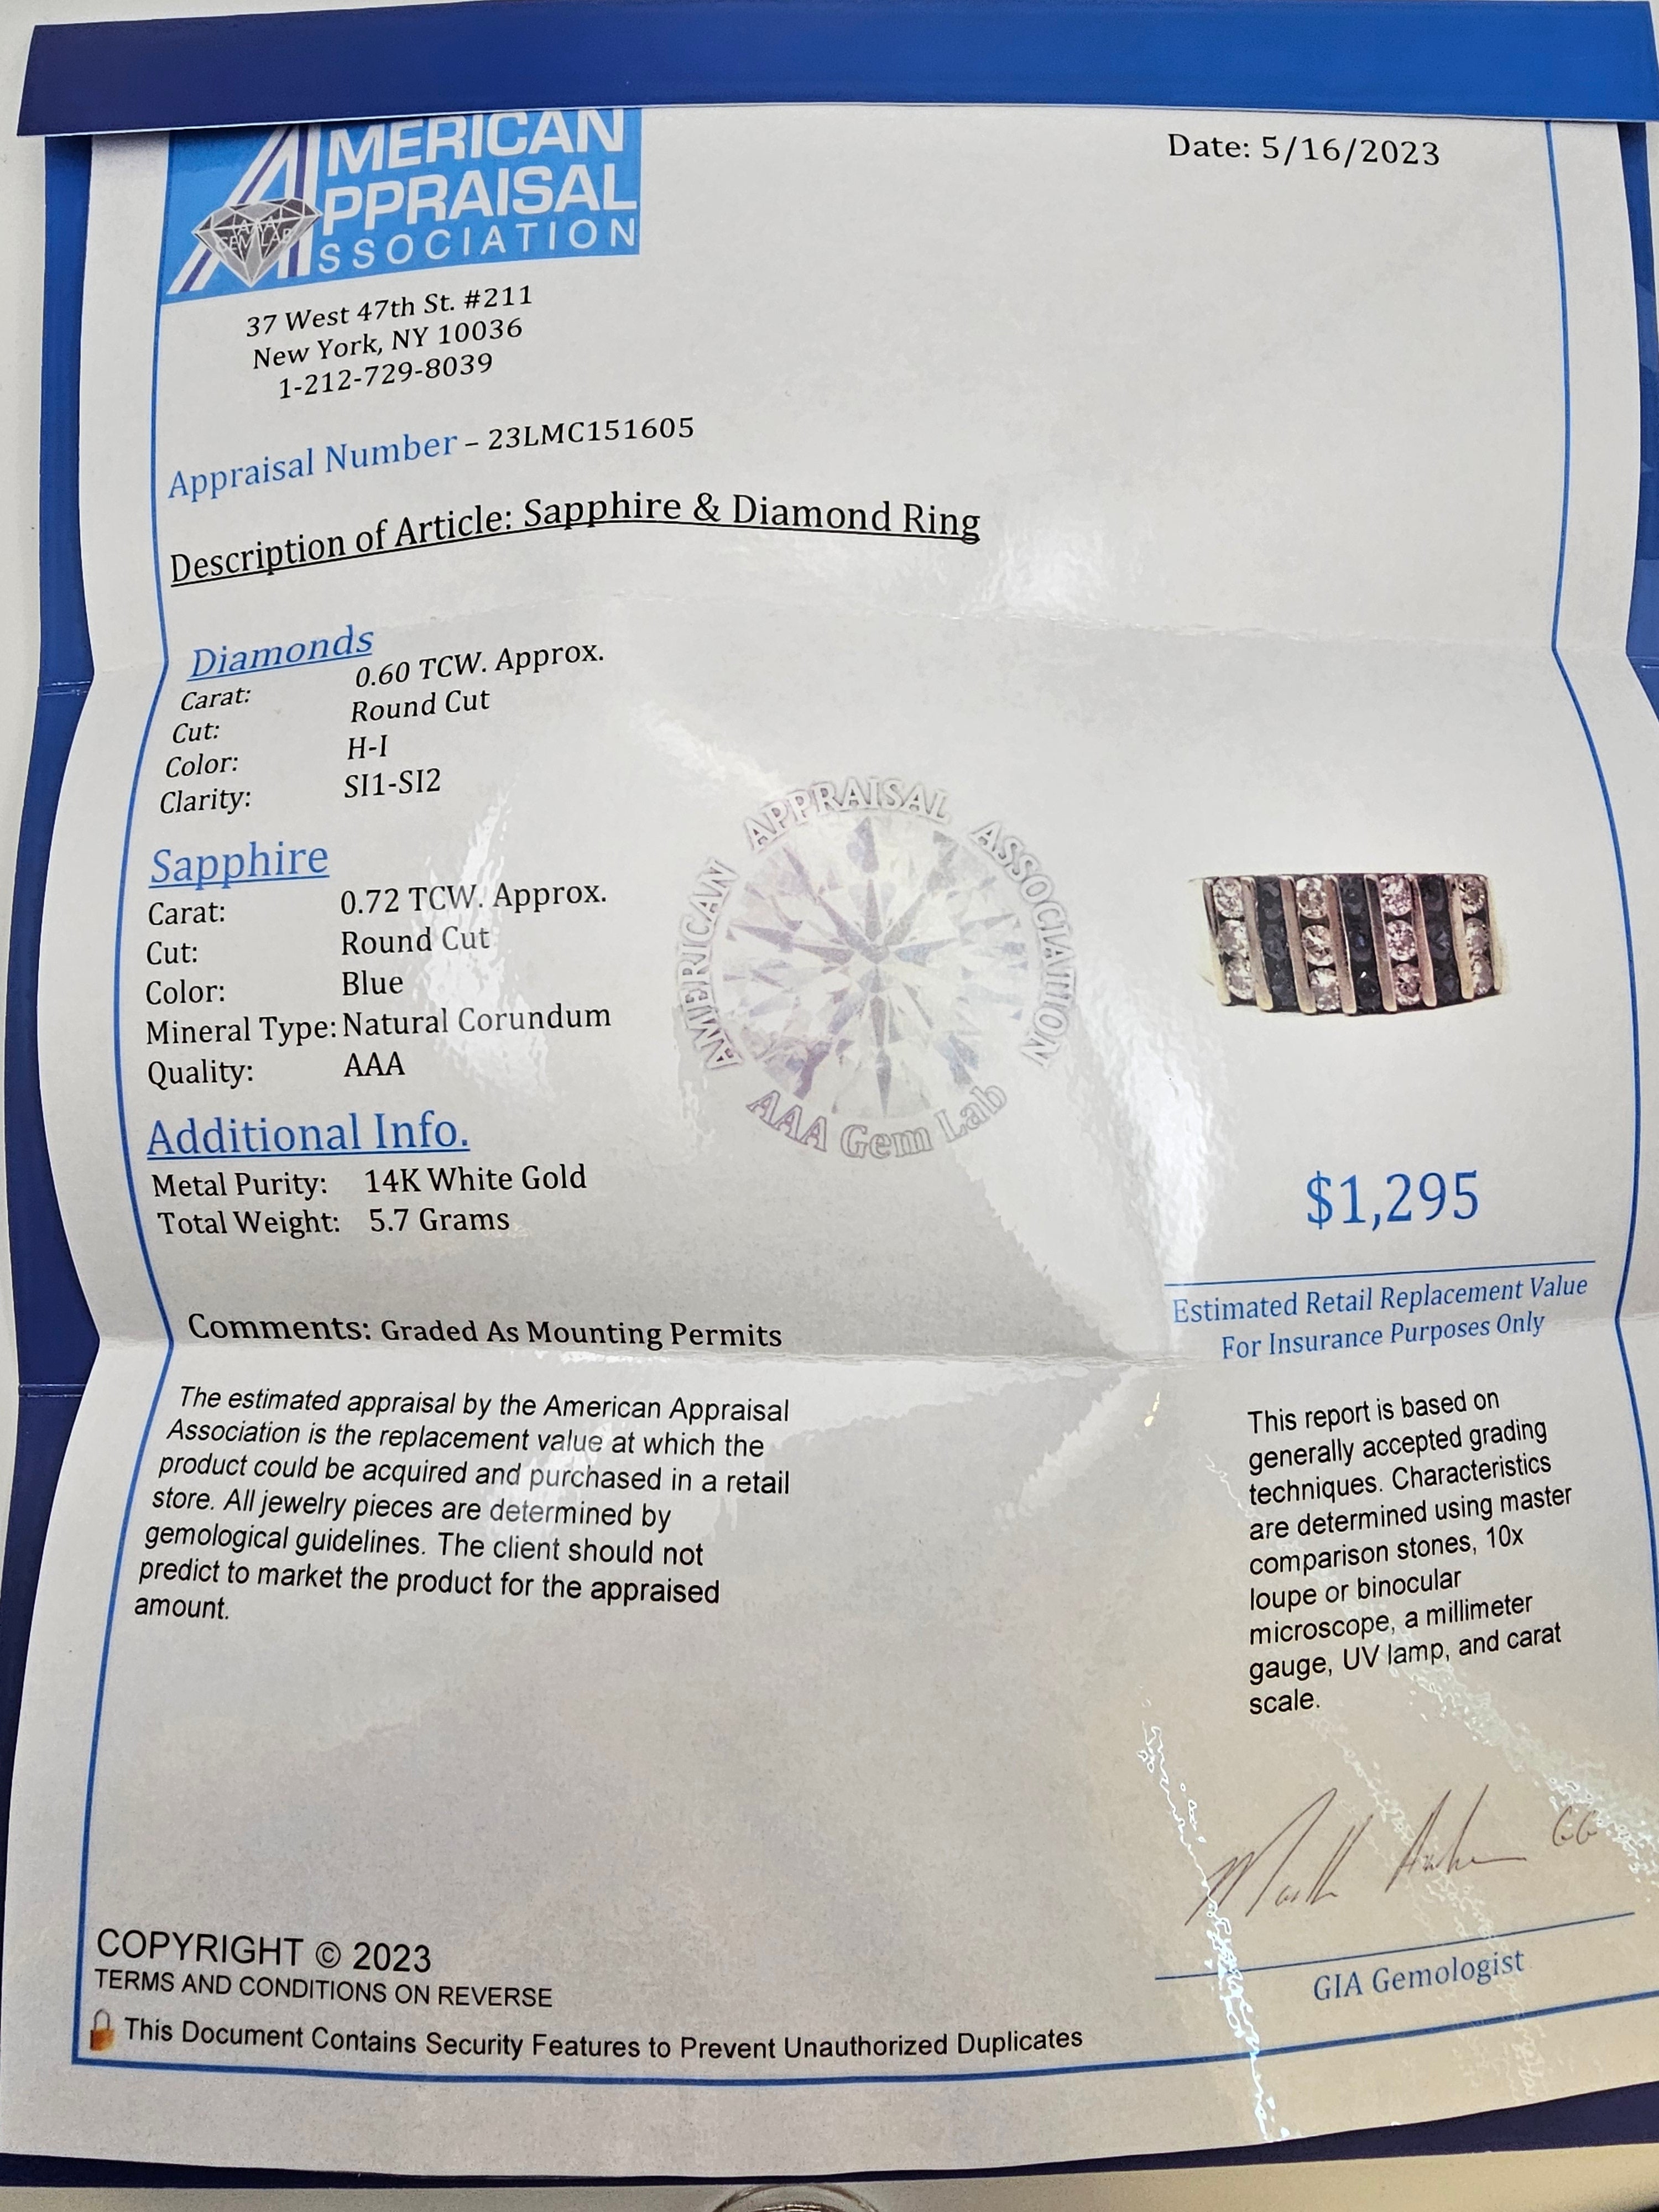 AMERICAN
APPRAISAL
ASSOCIATION
AAA
GEM LAB
Date: 5/16/2023
37 West 47th St. #211
New York, NY 10036
1-212-729-8039
Appraisal Number – 23LMC151605
Description of Article: Sapphire & Diamond Ring
Diamonds
Carat: 0.60 TCW. Approx.
Cut: Round Cut
Color: H-I
Clarity: SI1-SI2
Sapphire
Carat: 0.72 TCW. Approx.
Cut: Round Cut
Color: Blue
Mineral Type: Natural Corundum
Quality: AAA
AMERICAN APPRAISAL ASSOCIATION
AAA Gem Lab
Additional Info.
Metal Purity: 14K White Gold
Total Weight: 5.7 Grams
$1,295
Estimated Retail Replacement Value
For Insurance Purposes Only
Comments: Graded As Mounting Permits
The estimated appraisal by the American Appraisal
Association is the replacement value at which the
product could be acquired and purchased in a retail
store. All jewelry pieces are determined by
gemological guidelines. The client should not
predict to market the product for the appraised
amount.
This report is based on
generally accepted grading
techniques. Characteristics
are determined using master
comparison stones, 10x
loupe or binocular
microscope, a millimeter
gauge, UV lamp, and carat
scale.
GG
GIA Gemologist
COPYRIGHT © 2023
TERMS AND CONDITIONS ON REVERSE
This Document Contains Security Features to Prevent Unauthorized Duplicates